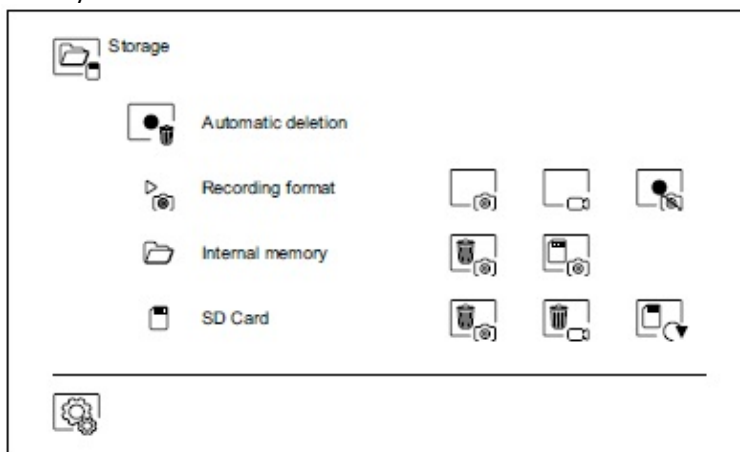 Storage
Automatic deletion
Recording format
Internal memory
SD Card